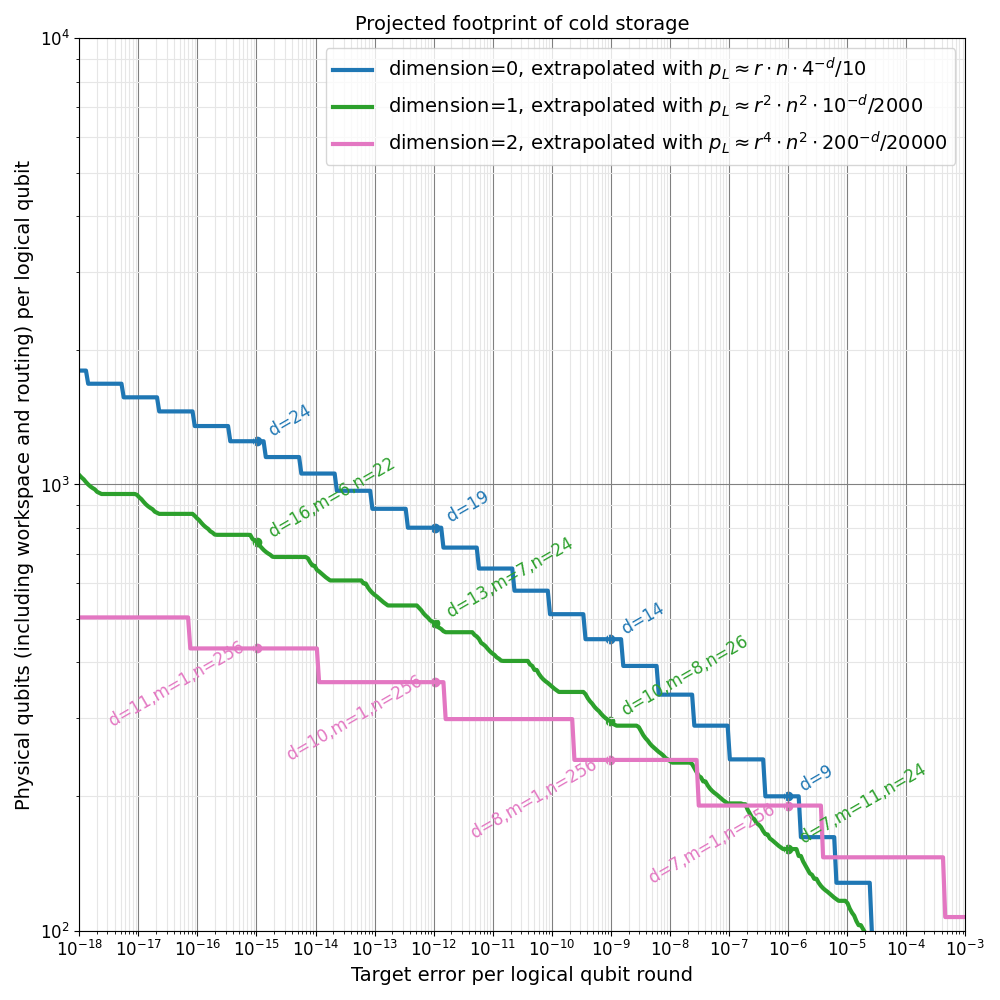 Projected footprint of cold storage
dimension=0, extrapolated with p_L ≈ r · n · 4^{-d}/10
dimension=1, extrapolated with p_L ≈ r^2 · n^2 · 10^{-d}/2000
dimension=2, extrapolated with p_L ≈ r^4 · n^2 · 200^{-d}/20000
Physical qubits (including workspace and routing) per logical qubit
10^4
10^3
10^2
d=24
d=16,m=6,n=22
d=19
d=13,m=7,n=24
d=14
d=10,m=8,n=26
d=11,m=1,n=256
d=10,m=1,n=256
d=8,m=1,n=256
d=9
d=7,m=11,n=24
d=7,m=1,n=256
10^{-18} 10^{-17} 10^{-16} 10^{-15} 10^{-14} 10^{-13} 10^{-12} 10^{-11} 10^{-10} 10^{-9} 10^{-8} 10^{-7} 10^{-6} 10^{-5} 10^{-4} 10^{-3}
Target error per logical qubit round